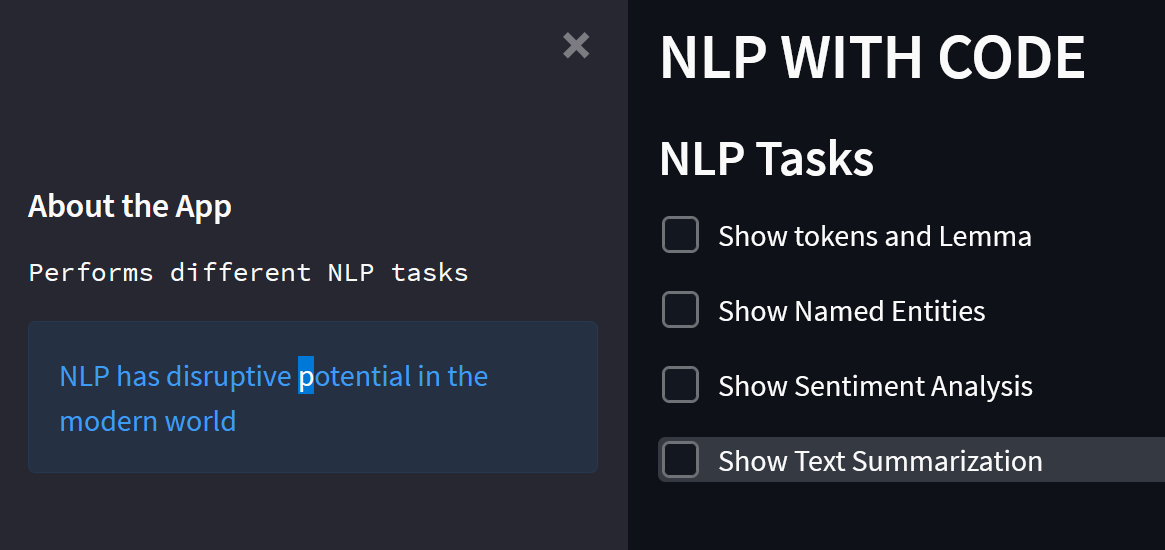 About the App
Performs different NLP tasks
NLP has disruptive potential in the
modern world
NLP WITH CODE
NLP Tasks
Show tokens and Lemma
Show Named Entities
Show Sentiment Analysis
Show Text Summarization